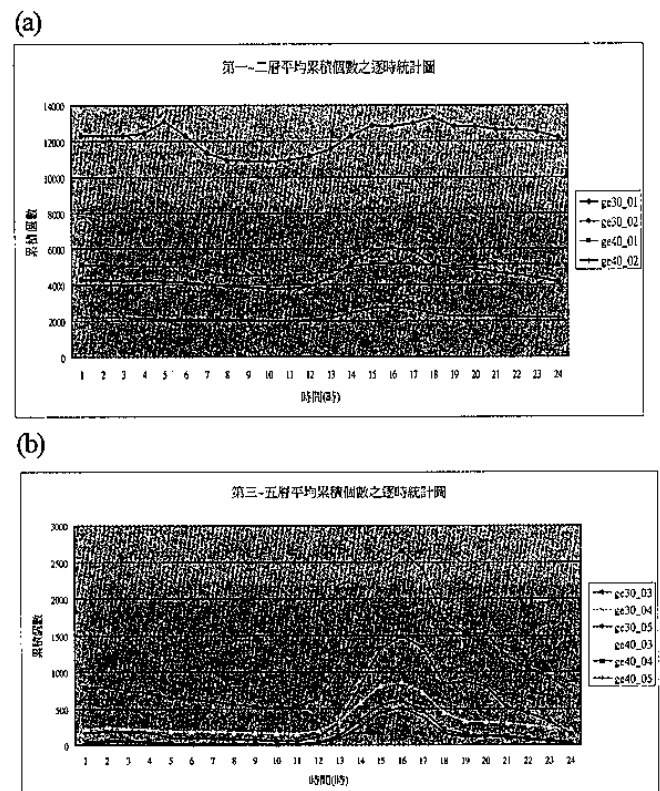 (a)
第一~二層平均累積個數之逐時統計圖
14000
12000
10000
8000
6000
4000
2000
0
累積個數
1 2 3 4 5 6 7 8 9 10 11 12 13 14 15 16 17 18 19 20 21 22 23 24
時間(時)
ge30_01
ge30_02
ge40_01
ge40_02
(b)
第三~五層平均累積個數之逐時統計圖
3000
2500
2000
1500
1000
500
0
累積個數
1 2 3 4 5 6 7 8 9 10 11 12 13 14 15 16 17 18 19 20 21 22 23 24
時間(時)
ge30_03
ge30_04
ge30_05
ge40_03
ge40_04
ge40_05